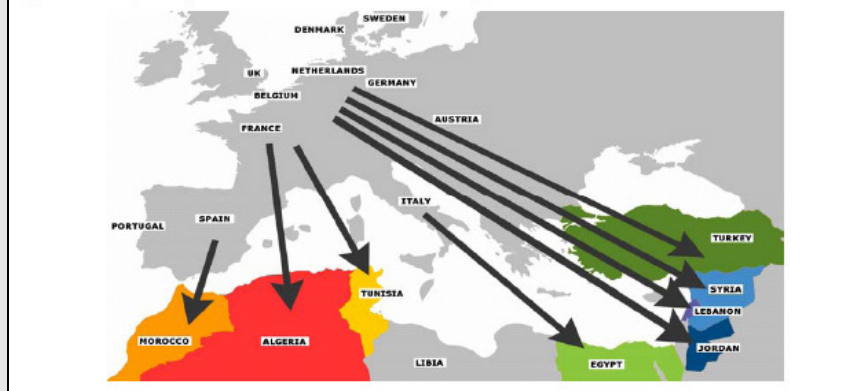 SWEDEN
DENMARK
NETHERLANDS
UK
GERMANY
BELGIUM
AUSTRIA
FRANCE
ITALY
SPAIN
PORTUGAL
TURKEY
SYRIA
TUNISIA
LEBANON
MOROCCO
ALGERIA
JORDAN
LIBIA
EGYPT